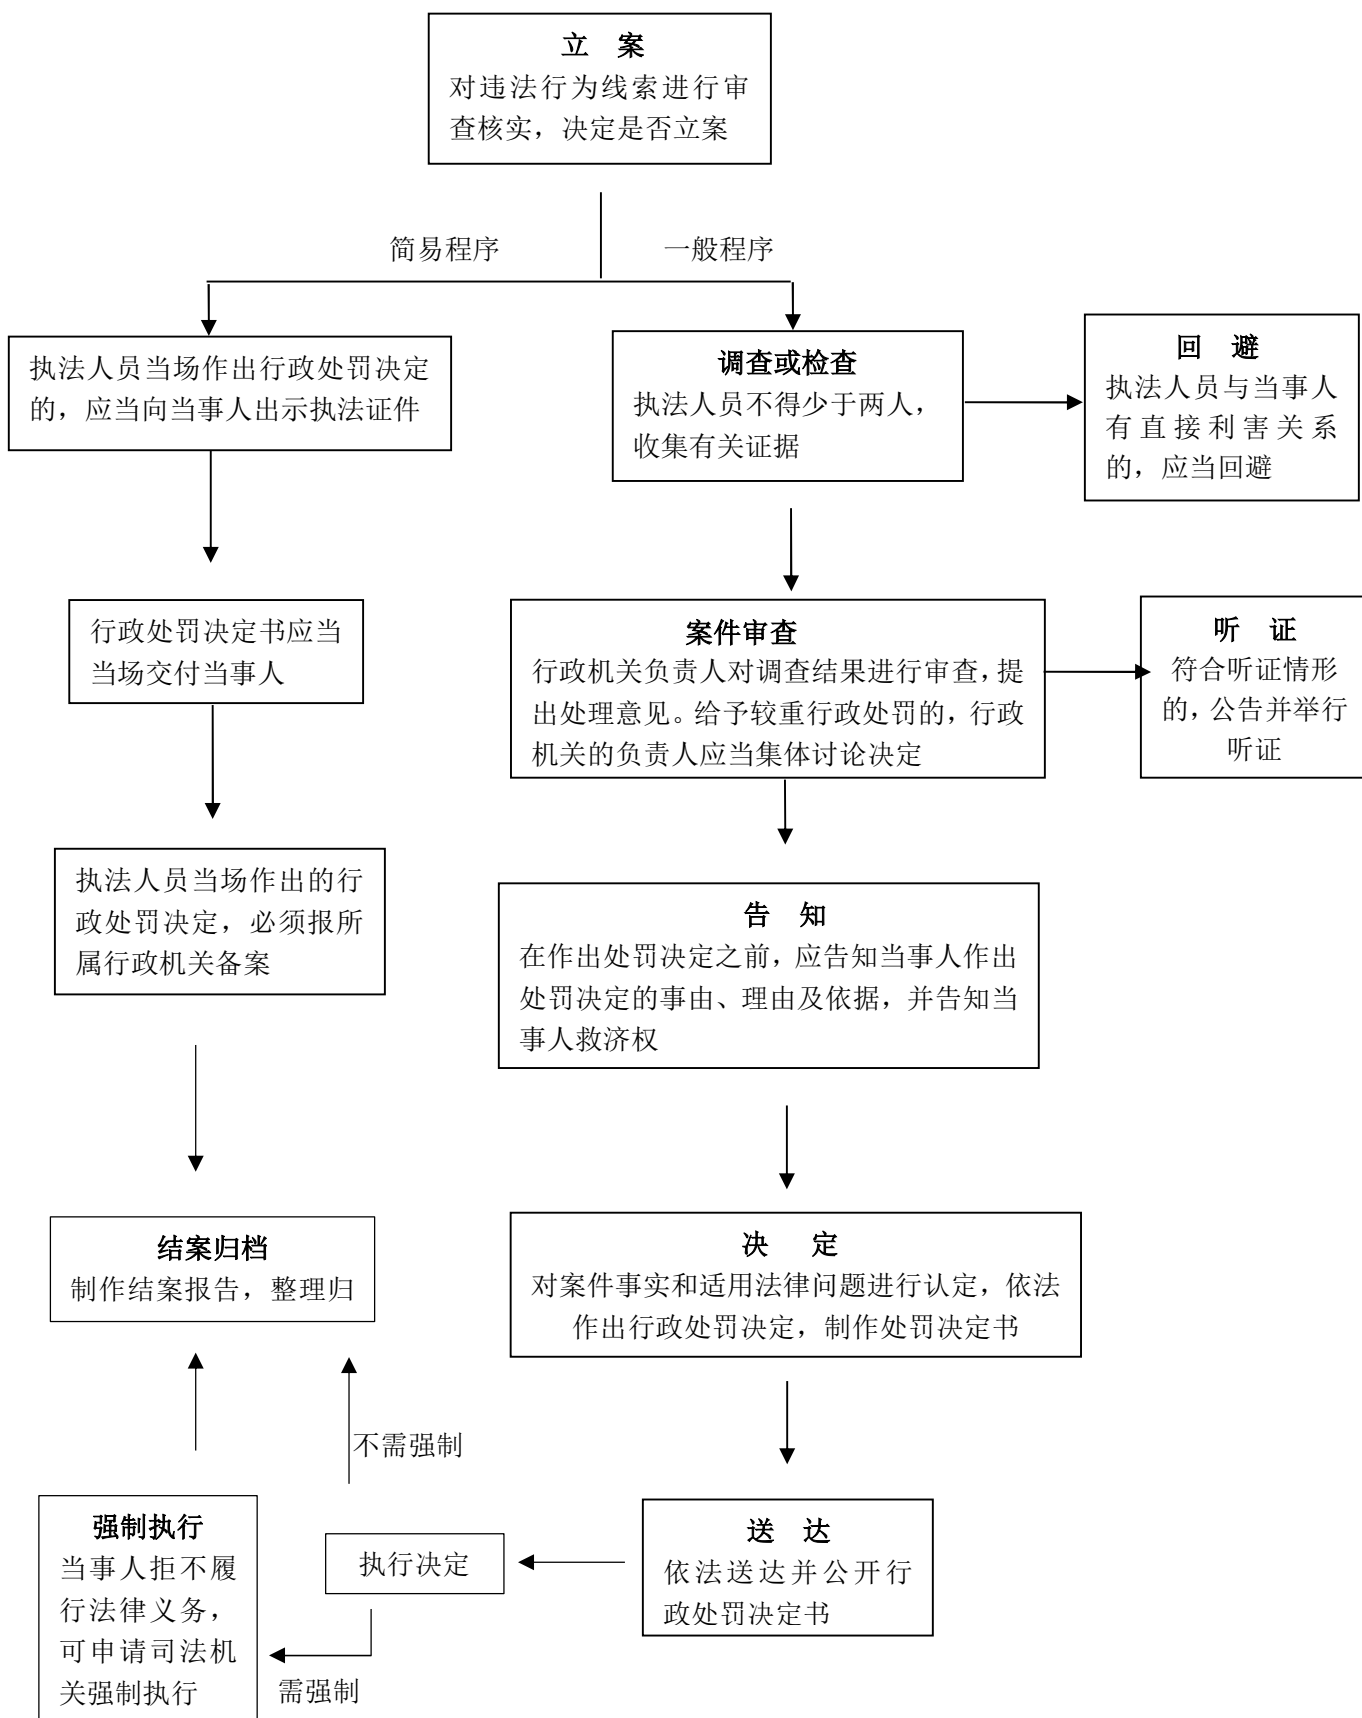 立 案
对违法行为线索进行审
查核实，决定是否立案
简易程序
一般程序
执法人员当场作出行政处罚决定
的，应当向当事人出示执法证件
调查或检查
执法人员不得少于两人，
收集有关证据
回 避
执法人员与当事人
有直接利害关系
的，应当回避
行政处罚决定书应当
当场交付当事人
案件审查
行政机关负责人对调查结果进行审查，提
出处理意见。给予较重行政处罚的，行政
机关的负责人应当集体讨论决定
听 证
符合听证情形
的，公告并举行
听证
执法人员当场作出的行
政处罚决定，必须报所
属行政机关备案
告 知
在作出处罚决定之前，应告知当事人作出
处罚决定的事由、理由及依据，并告知当
事人救济权
结案归档
制作结案报告，整理归
决 定
对案件事实和适用法律问题进行认定，依法
作出行政处罚决定，制作处罚决定书
不需强制
强制执行
当事人拒不履
行法律义务，
可申请司法机
关强制执行
执行决定
需强制
送 达
依法送达并公开行
政处罚决定书